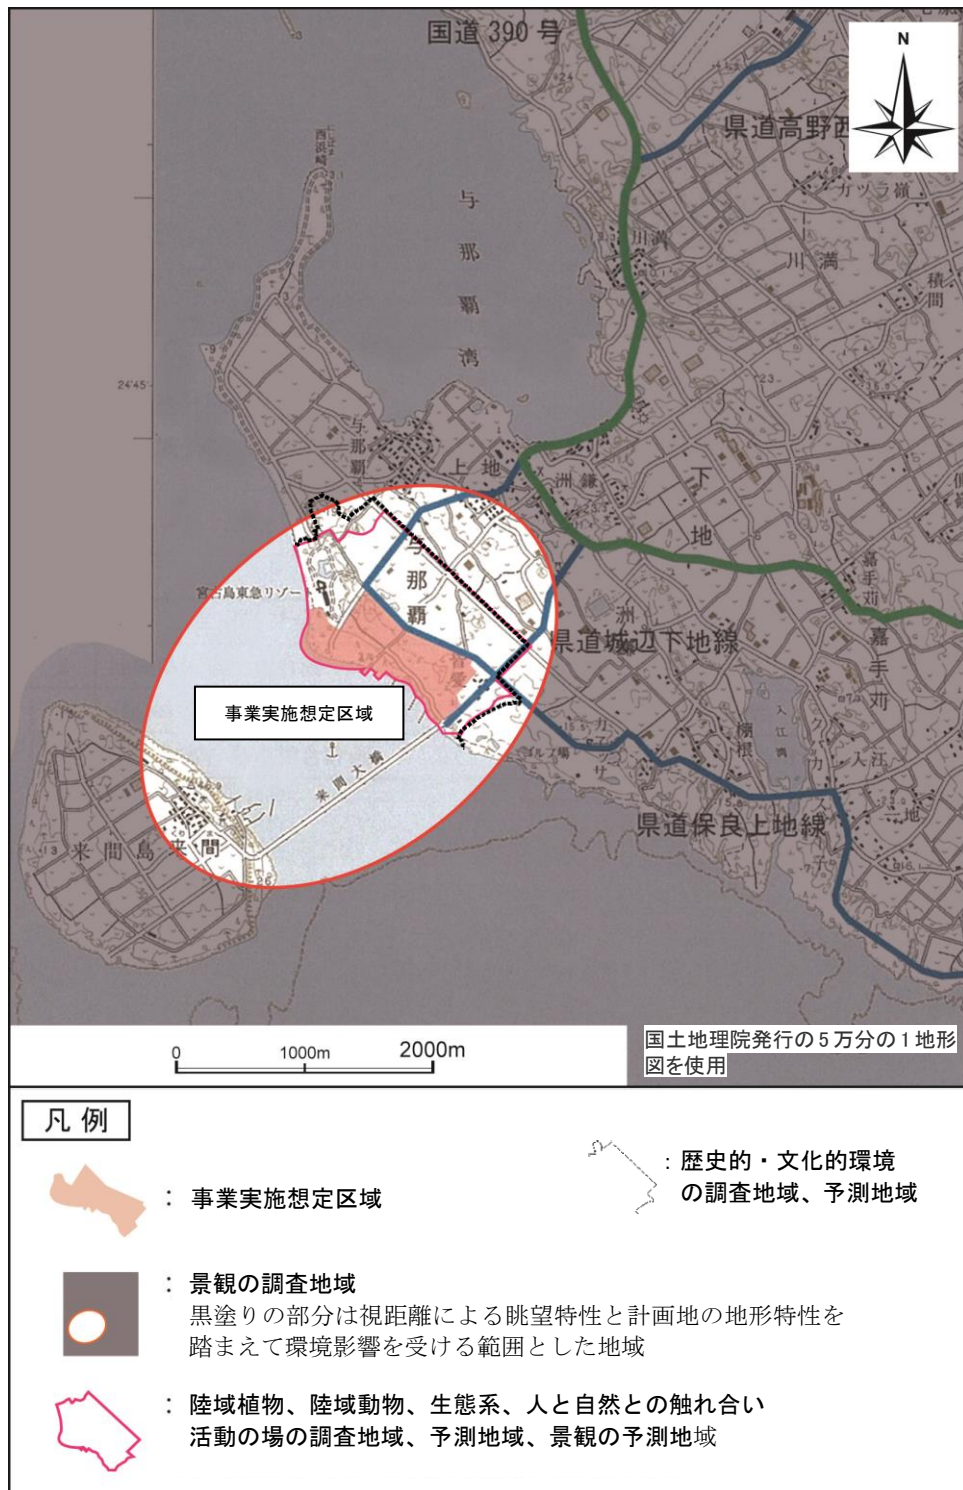 国道 390 号
N
県道高野西
西浜崎
与那覇湾
カツラ嶺
川満
川満
積間
ツフア
24°45′
与那覇
上地
洲鎌
下地
嘉手苅
嘉手苅
与那覇
宮古島東急リゾー
県道城辺下地線
事業実施想定区域
棚根
入江湾
入江
ゴルフ場
来間大橋
県道保良上地線
来間島
来間
0 1000m 2000m
国土地理院発行の5万分の1地形
図を使用
凡 例
: 事業実施想定区域
: 歴史的・文化的環境
の調査地域、予測地域
: 景観の調査地域
黒塗りの部分は視距離による眺望特性と計画地の地形特性を
踏まえて環境影響を受ける範囲とした地域
: 陸域植物、陸域動物、生態系、人と自然との触れ合い
活動の場の調査地域、予測地域、景観の予測地域